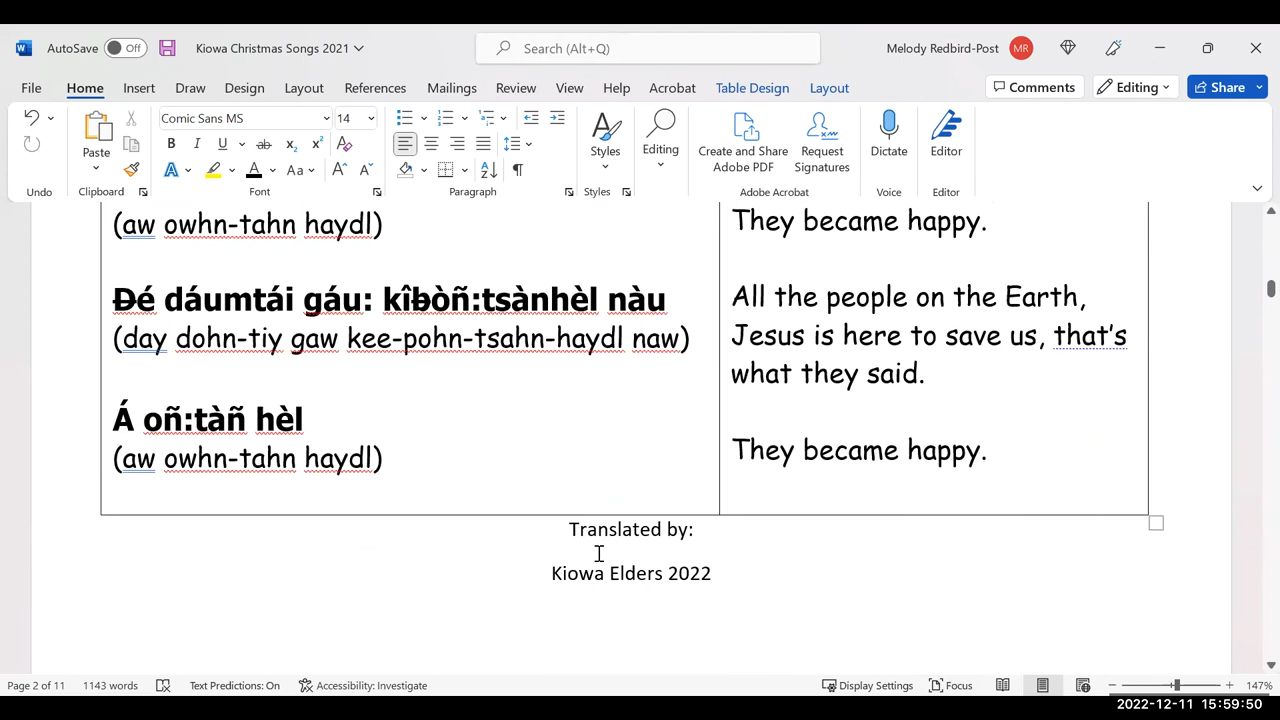 AutoSave Off Kiowa Christmas Songs 2021 Search (Alt+Q) Melody Redbird-Post MR
File Home Insert Draw Design Layout References Mailings Review View Help Acrobat Table Design Layout Comments Editing Share
Comic Sans MS 14
Paste Styles Editing Create and Share Adobe PDF Request Signatures Dictate Editor
Undo Clipboard Font Paragraph Styles Adobe Acrobat Voice Editor
(aw owhn-tahn haydl)
They became happy.
Đé dáumtái gáu: kîƀòñ:tsànhèl nàu
(day dohn-tiy gaw kee-pohn-tsahn-haydl naw)
All the people on the Earth,
Jesus is here to save us, that's
what they said.
Á oñ:tàñ hèl
(aw owhn-tahn haydl)
They became happy.
Translated by:
Kiowa Elders 2022
Page 2 of 11 1143 words Text Predictions: On Accessibility: Investigate Display Settings Focus 147%
2022-12-11 15:59:50